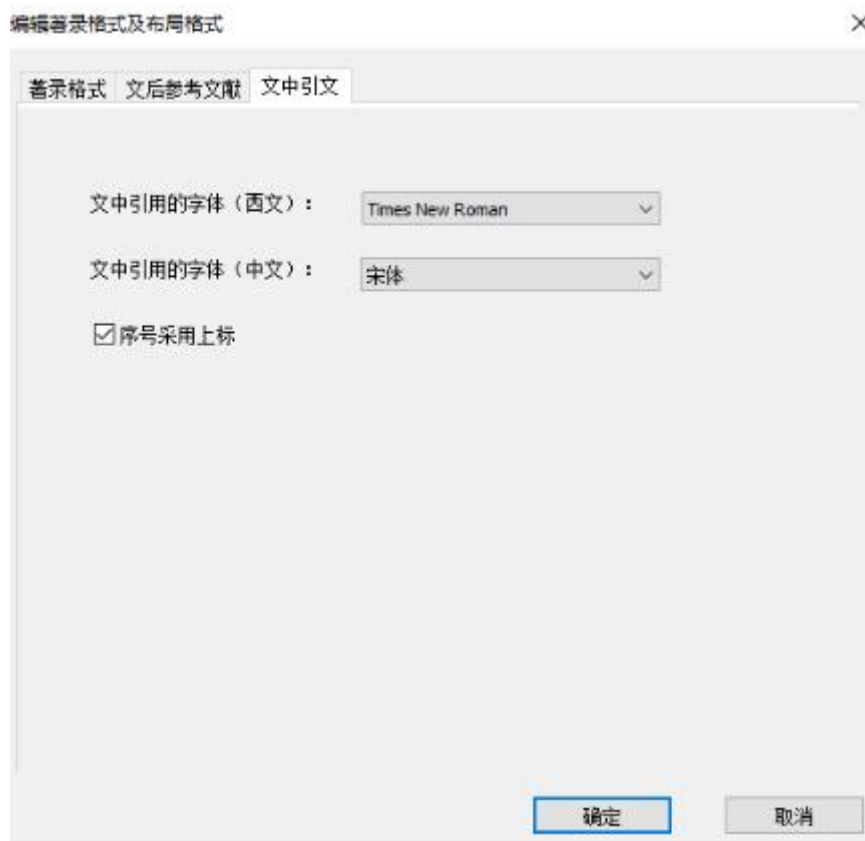 编辑著录格式及布局格式
著录格式 文后参考文献 文中引文
文中引用的字体（西文）： Times New Roman
文中引用的字体（中文）： 宋体
序号采用上标
确定 取消